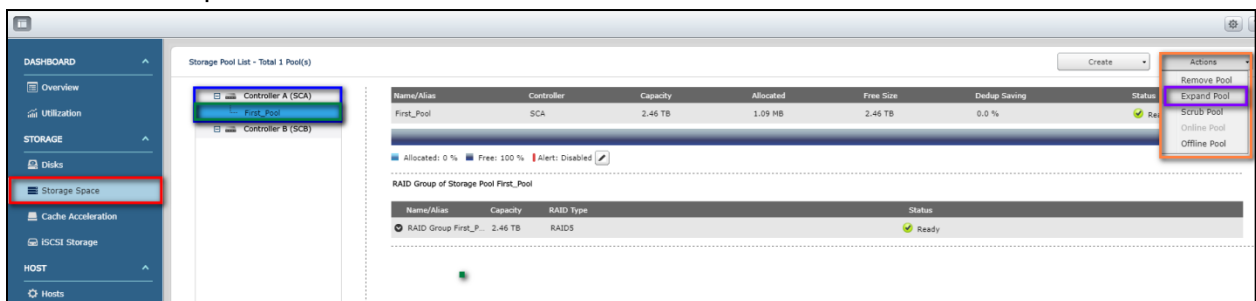 DASHBOARD
Overview
Utilization
STORAGE
Disks
Storage Space
Cache Acceleration
iSCSI Storage
HOST
Hosts
Storage Pool List - Total 1 Pool(s)
Create
Actions
Remove Pool
Expand Pool
Scrub Pool
Online Pool
Offline Pool
Controller A (SCA)
First_Pool
Controller B (SCB)
Name/Alias Controller Capacity Allocated Free Size Dedup Saving Status
First_Pool SCA 2.46 TB 1.09 MB 2.46 TB 0.0 %
Allocated: 0 % Free: 100 % Alert: Disabled
RAID Group of Storage Pool First_Pool
Name/Alias Capacity RAID Type Status
RAID Group First_P... 2.46 TB RAID5 Ready